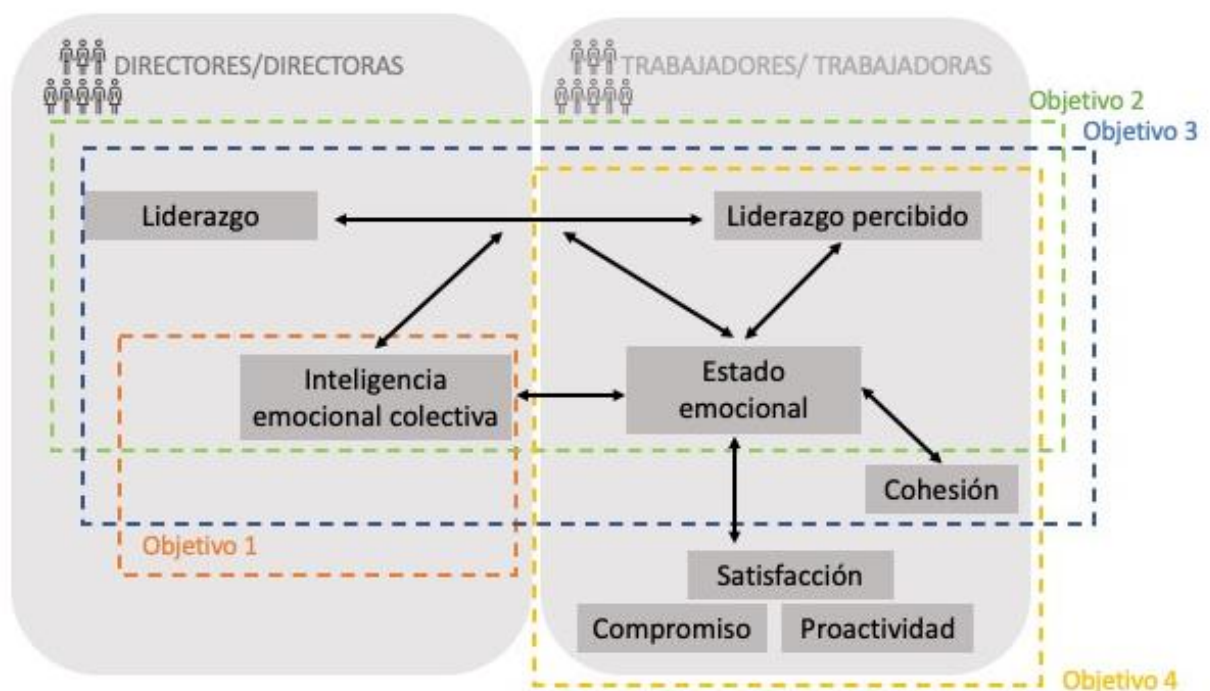 DIRECTORES/DIRECTORAS
TRABAJADORES/ TRABAJADORAS
Objetivo 2
Objetivo 3
Liderazgo
Liderazgo percibido
Inteligencia
emocional colectiva
Estado
emocional
Cohesión
Objetivo 1
Satisfacción
Compromiso
Proactividad
Objetivo 4